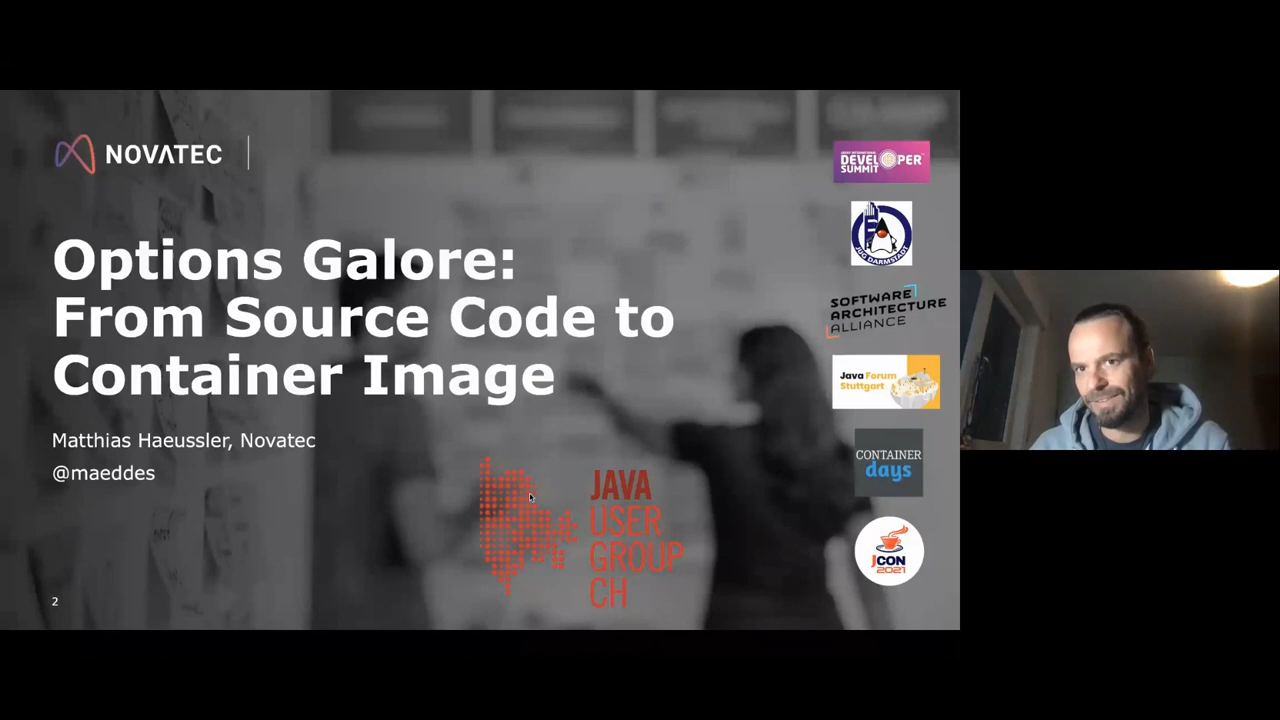 NOVATEC
Options Galore:
From Source Code to
Container Image
Matthias Haeussler, Novatec
@maeddes
2
JAVA
USER
GROUP
CH
DEVELOPER
SUMMIT
JUG DARMSTADT
SOFTWARE
ARCHITECTURE
ALLIANCE
Java Forum
Stuttgart
CONTAINER
days
JCON
2021